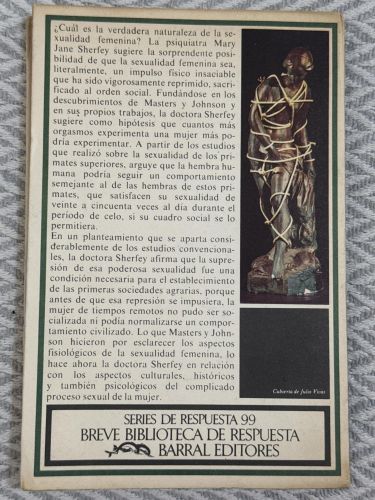 ¿Cuál es la verdadera naturaleza de la se-
xualidad femenina? La psiquiatra Mary
Jane Sherfey sugiere la sorprendente posi-
bilidad de que la sexualidad femenina sea,
literalmente, un impulso físico insaciable
que ha sido vigorosamente reprimido, sacri-
ficado al orden social. Fundándose en los
descubrimientos de Masters y Johnson y
en sus propios trabajos, la doctora Sherfey
sugiere como hipótesis que cuantos más
orgasmos experimenta una mujer más po-
dría experimentar. A partir de los estudios
que realizó sobre la sexualidad de los pri-
mates superiores, arguye que la hembra hu-
mana podría seguir un comportamiento
semejante al de las hembras de estos pri-
mates, que satisfacen su sexualidad de
veinte a cincuenta veces al día durante el
período de celo, si su cuadro social se lo
permitiera.
En un planteamiento que se aparta consi-
derablemente de los estudios convenciona-
les, la doctora Sherfey afirma que la supre-
sión de esa poderosa sexualidad fue una
condición necesaria para el establecimiento
de las primeras sociedades agrarias, porque
antes de que esa represión se impusiera, la
mujer de tiempos remotos no pudo ser so-
cializada ni podía normalizarse un compor-
tamiento civilizado. Lo que Masters y John-
son hicieron por esclarecer los aspectos
fisiológicos de la sexualidad femenina, lo
hace ahora la doctora Sherfey en relación
con los aspectos culturales, históricos
y también psicológicos del complicado
proceso sexual de la mujer.
Cubierta de Julio Vivas
SERIES DE RESPUESTA 99
BREVE BIBLIOTECA DE RESPUESTA
BARRAL EDITORES